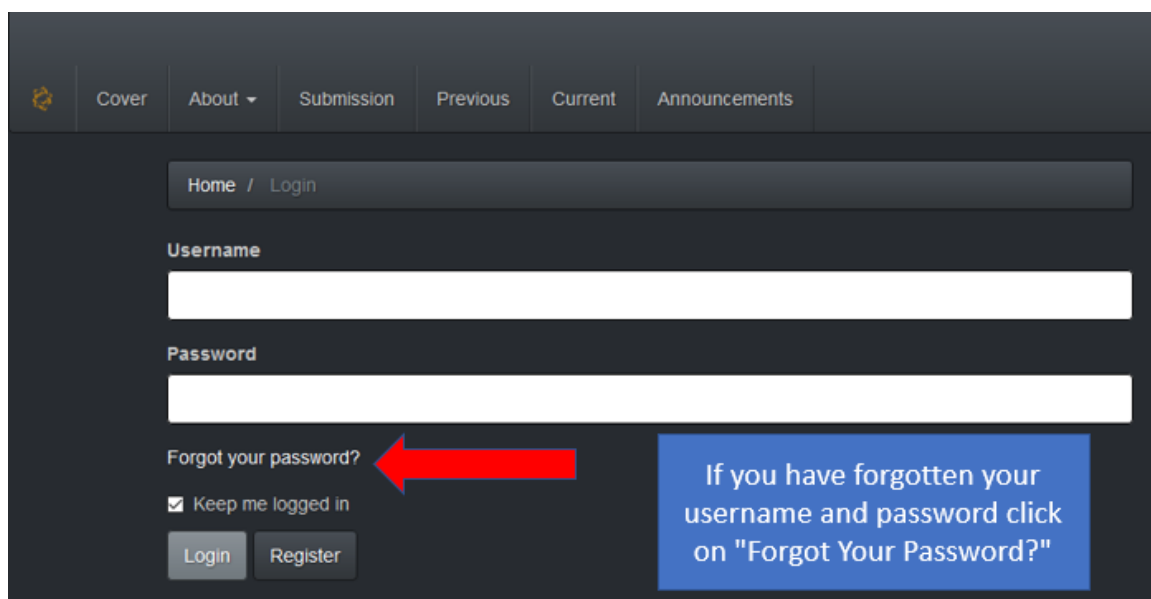 Cover About Submission Previous Current Announcements
Home / Login
Username
Password
Forgot your password?
Keep me logged in
Login Register
If you have forgotten your
username and password click
on "Forgot Your Password?"